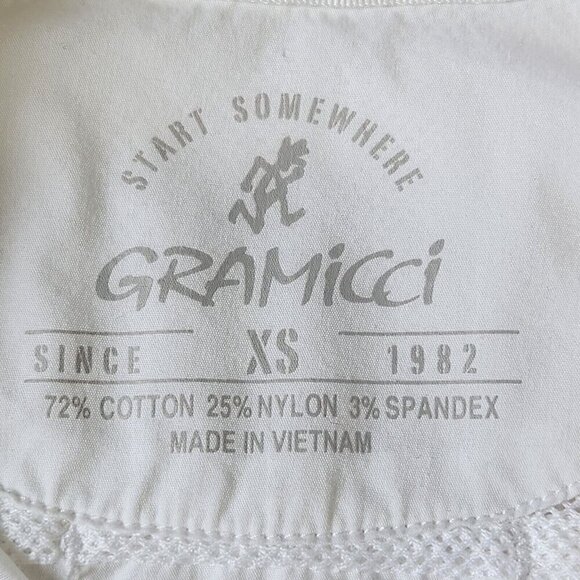 START SOMEWHERE
GRAMiCCi
SINCE XS 1982
72% COTTON 25% NYLON 3% SPANDEX
MADE IN VIETNAM